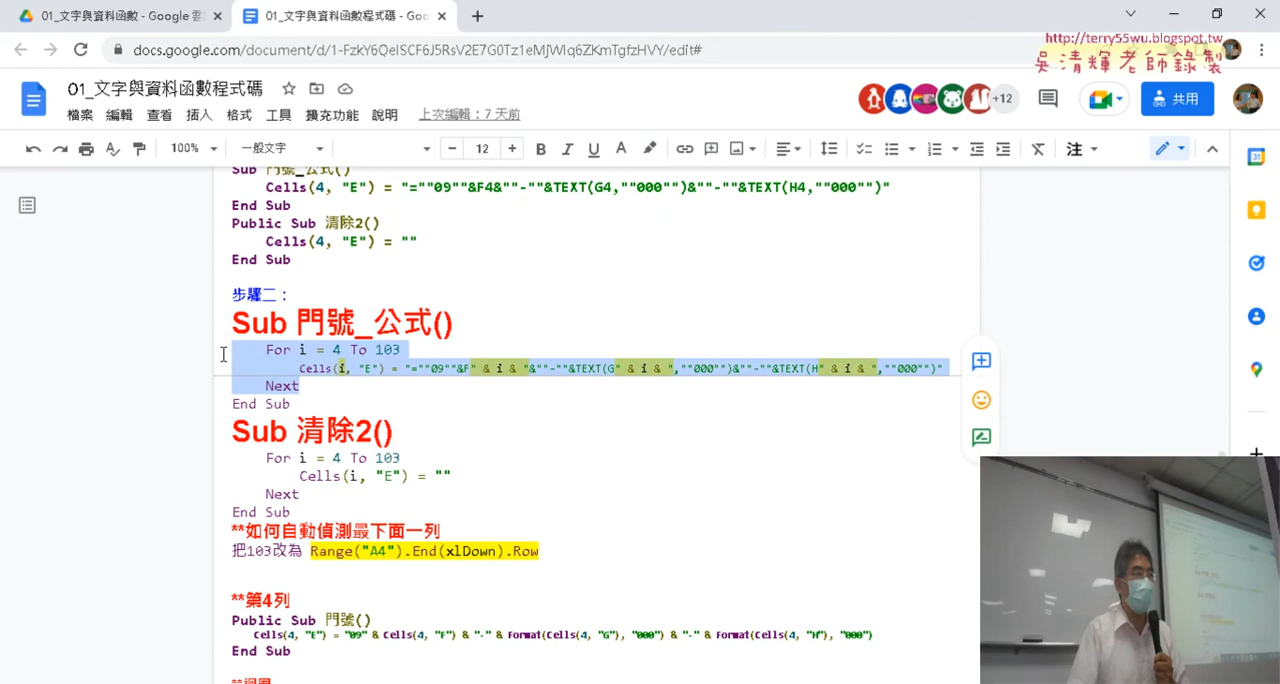 01_文字與資料函數 - Google 雲
01_文字與資料函數程式碼 - Goo
docs.google.com/document/d/1-FzkY6QeISCF6J5RsV2E7G0Tz1eMjWIq6ZKmTgfzHVY/edit#
http://terry55wu.blogspot.tw
吳清輝老師錄製
01_文字與資料函數程式碼
+12
共用
檔案 編輯 查看 插入 格式 工具 擴充功能 說明 上次編輯：7 天前
100% 一般文字 12 B I U A 注
Sub 門號_公式()
Cells(4, "E") = "=""09""&F4&""-""&TEXT(G4,""000"")&""-""&TEXT(H4,""000"")"
End Sub
Public Sub 清除2()
Cells(4, "E") = ""
End Sub
步驟二：
Sub 門號_公式()
For i = 4 To 103
Cells(i, "E") = "=""09""&F" & i & "&""-""&TEXT(G" & i & ",""000"")&""-""&TEXT(H" & i & ",""000"")"
Next
End Sub
Sub 清除2()
For i = 4 To 103
Cells(i, "E") = ""
Next
End Sub
**如何自動偵測最下面一列
把103改為 Range("A4").End(xlDown).Row
**第4列
Public Sub 門號()
Cells(4, "E") = "09" & Cells(4, "F") & "-" & Format(Cells(4, "G"), "000") & "-" & Format(Cells(4, "H"), "000")
End Sub